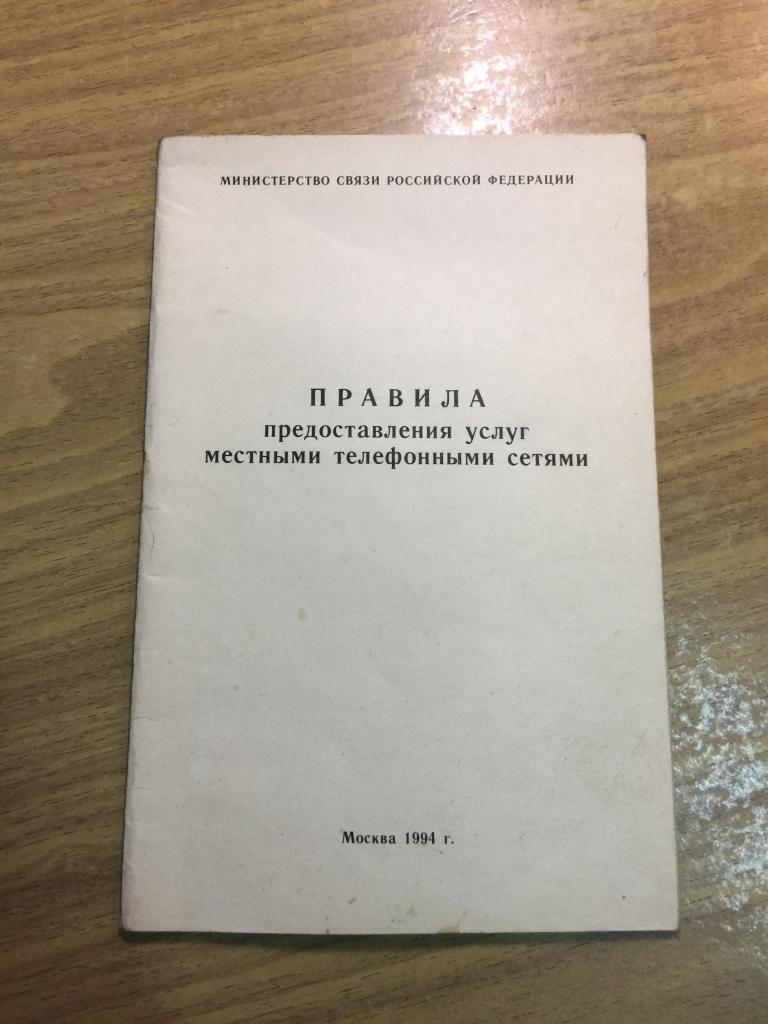 МИНИСТЕРСТВО СВЯЗИ РОССИЙСКОЙ ФЕДЕРАЦИИ
ПРАВИЛА
предоставления услуг
местными телефонными сетями
Москва 1994 г.